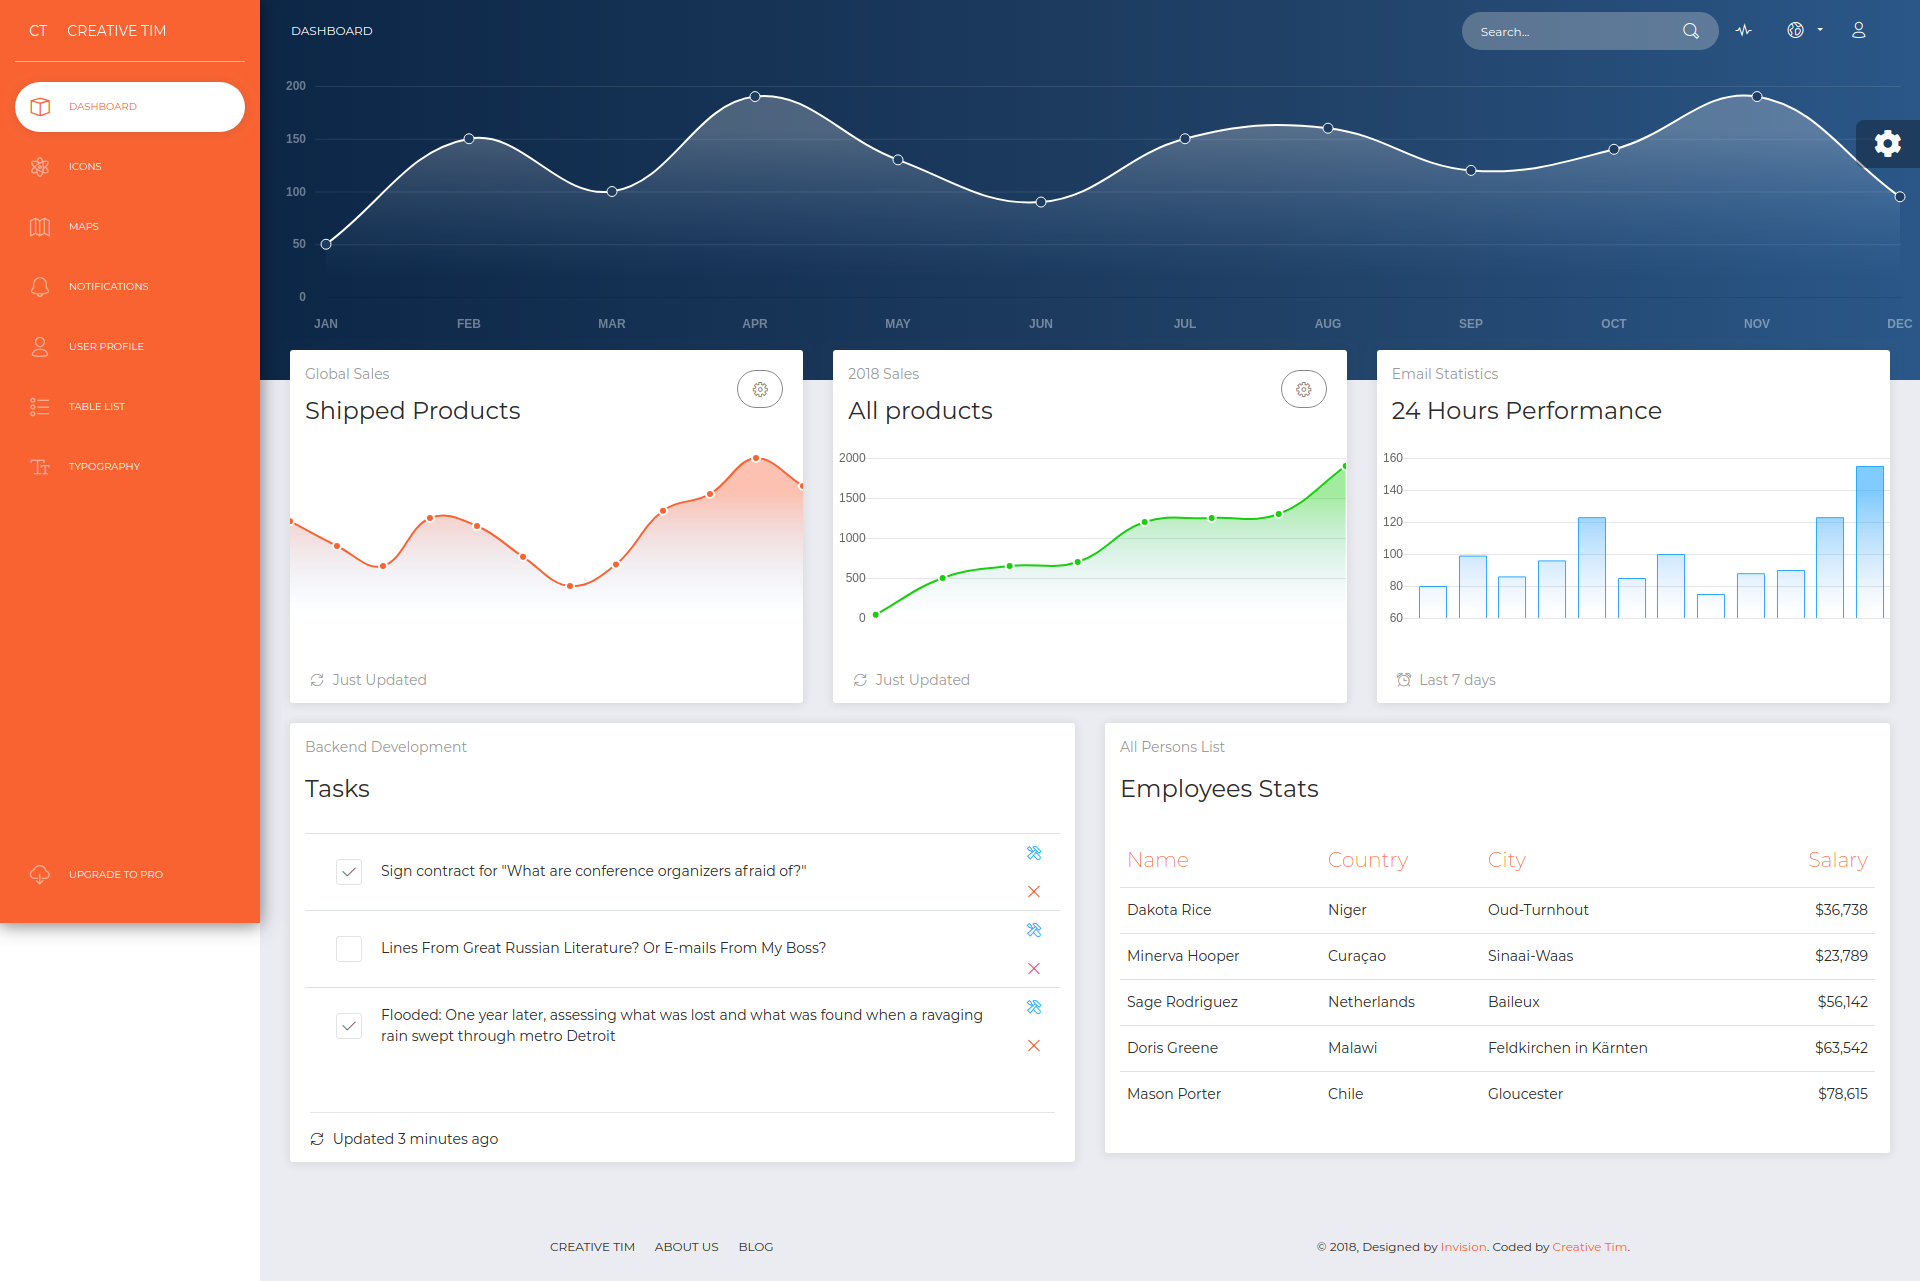 CT CREATIVE TIM
DASHBOARD
ICONS
MAPS
NOTIFICATIONS
USER PROFILE
TABLE LIST
TYPOGRAPHY
UPGRADE TO PRO
DASHBOARD
Search...
200
150
100
50
0
JAN FEB MAR APR MAY JUN JUL AUG SEP OCT NOV DEC
Global Sales
Shipped Products
Just Updated
2018 Sales
All products
2000
1500
1000
500
0
Just Updated
Email Statistics
24 Hours Performance
160
140
120
100
80
60
Last 7 days
Backend Development
Tasks
Sign contract for "What are conference organizers afraid of?"
Lines From Great Russian Literature? Or E-mails From My Boss?
Flooded: One year later, assessing what was lost and what was found when a ravaging
rain swept through metro Detroit
Updated 3 minutes ago
All Persons List
Employees Stats
Name Country City Salary
Dakota Rice Niger Oud-Turnhout $36,738
Minerva Hooper Curaçao Sinaai-Waas $23,789
Sage Rodriguez Netherlands Baileux $56,142
Doris Greene Malawi Feldkirchen in Kärnten $63,542
Mason Porter Chile Gloucester $78,615
CREATIVE TIM ABOUT US BLOG
© 2018, Designed by Invision. Coded by Creative Tim.